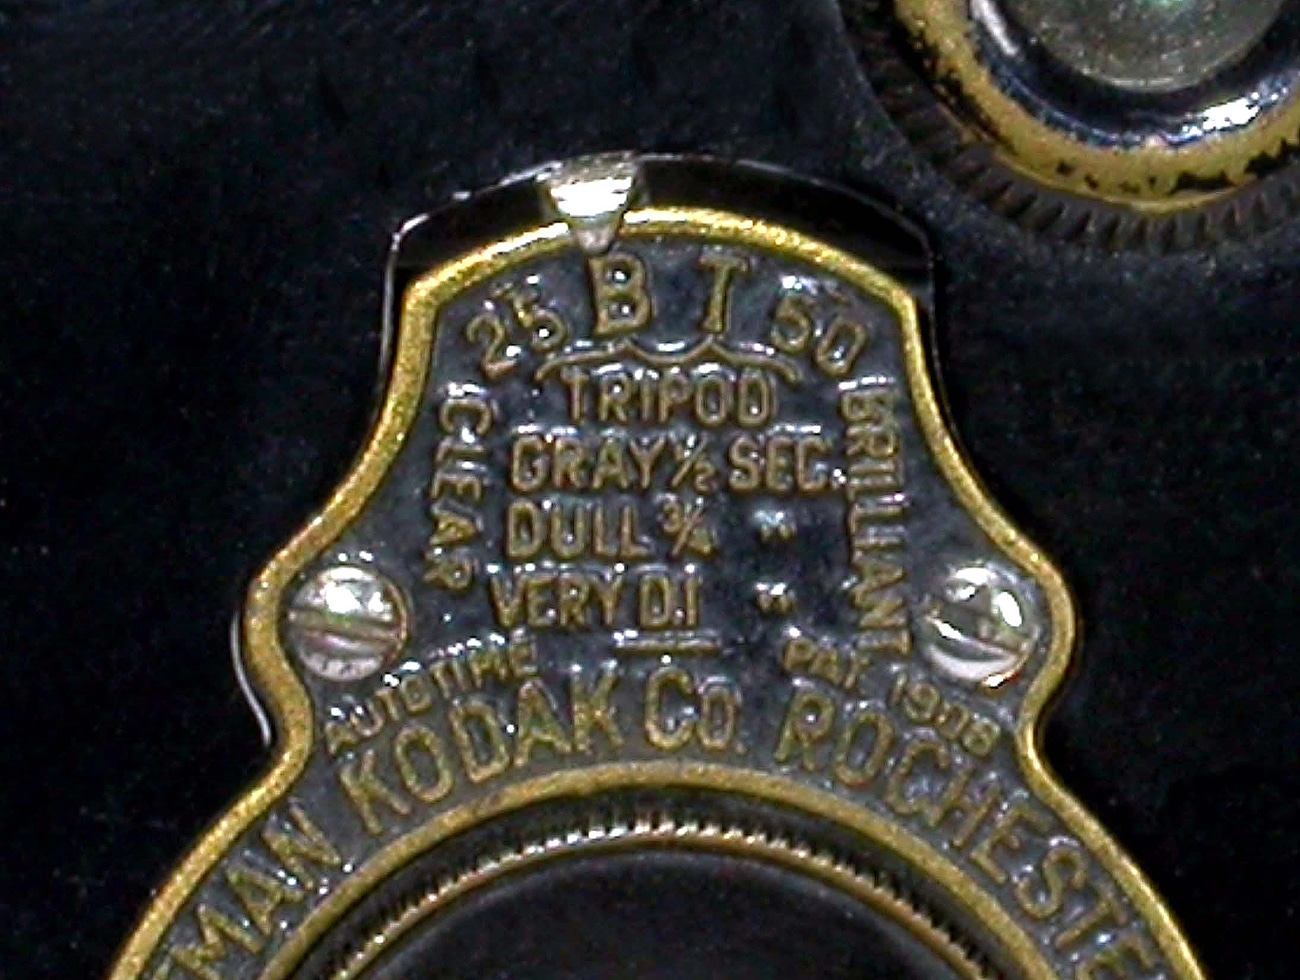 25 B T 50
TRIPOD
CLEAR
GRAY ½ SEC.
DULL ¾ "
VERY D. 1 "
BRILLIANT
AUTOTIME PAT. 1908
KODAK CO. ROCHESTE